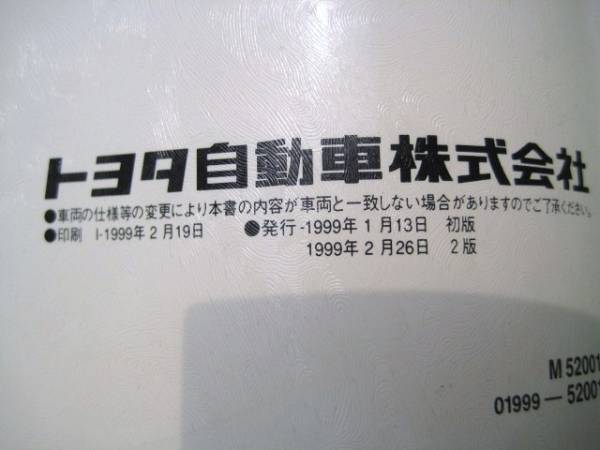 トヨタ自動車株式会社
●車両の仕様等の変更により本書の内容が車両と一致しない場合がありますのでご了承ください。
●印刷 I-1999年2月19日 ●発行-1999年1月13日 初版
1999年2月26日 2版
M 52001
01999-52001